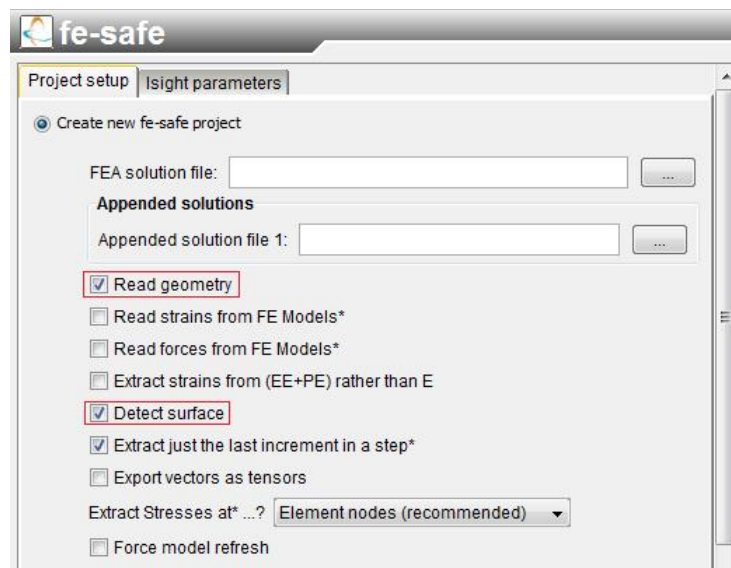 fe-safe
Project setup Isight parameters
Create new fe-safe project
FEA solution file: ...
Appended solutions
Appended solution file 1: ...
Read geometry
Read strains from FE Models*
Read forces from FE Models*
Extract strains from (EE+PE) rather than E
Detect surface
Extract just the last increment in a step*
Export vectors as tensors
Extract Stresses at* ...? Element nodes (recommended)
Force model refresh